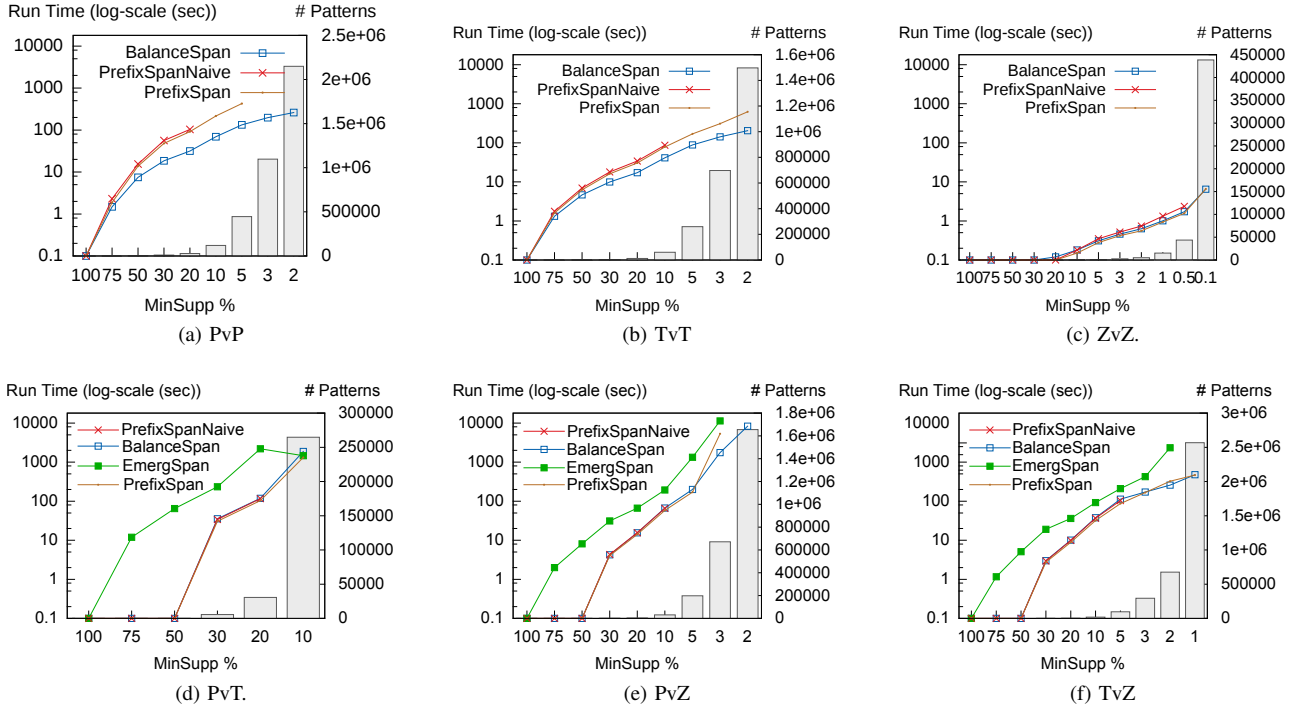 Run Time (log-scale (sec)) # Patterns
10000
1000
100
10
1
0.1
BalanceSpan
PrefixSpanNaive
PrefixSpan
2.5e+06
2e+06
1.5e+06
1e+06
500000
0
100 75 50 30 20 10 5 3 2
MinSupp %
(a) PvP
Run Time (log-scale (sec)) # Patterns
10000
1000
100
10
1
0.1
BalanceSpan
PrefixSpanNaive
PrefixSpan
1.6e+06
1.4e+06
1.2e+06
1e+06
800000
600000
400000
200000
0
100 75 50 30 20 10 5 3 2
MinSupp %
(b) TvT
Run Time (log-scale (sec)) # Patterns
10000
1000
100
10
1
0.1
BalanceSpan
PrefixSpanNaive
PrefixSpan
450000
400000
350000
300000
250000
200000
150000
100000
50000
0
100 75 50 30 20 10 5 3 2 1 0.5 0.1
MinSupp %
(c) ZvZ.
Run Time (log-scale (sec)) # Patterns
10000
1000
100
10
1
0.1
PrefixSpanNaive
BalanceSpan
EmergSpan
PrefixSpan
300000
250000
200000
150000
100000
50000
0
100 75 50 30 20 10
MinSupp %
(d) PvT.
Run Time (log-scale (sec)) # Patterns
10000
1000
100
10
1
0.1
PrefixSpanNaive
BalanceSpan
EmergSpan
PrefixSpan
1.8e+06
1.6e+06
1.4e+06
1.2e+06
1e+06
800000
600000
400000
200000
0
100 75 50 30 20 10 5 3 2
MinSupp %
(e) PvZ
Run Time (log-scale (sec)) # Patterns
10000
1000
100
10
1
0.1
PrefixSpanNaive
BalanceSpan
EmergSpan
PrefixSpan
3e+06
2.5e+06
2e+06
1.5e+06
1e+06
500000
0
100 75 50 30 20 10 5 3 2 1
MinSupp %
(f) TvZ